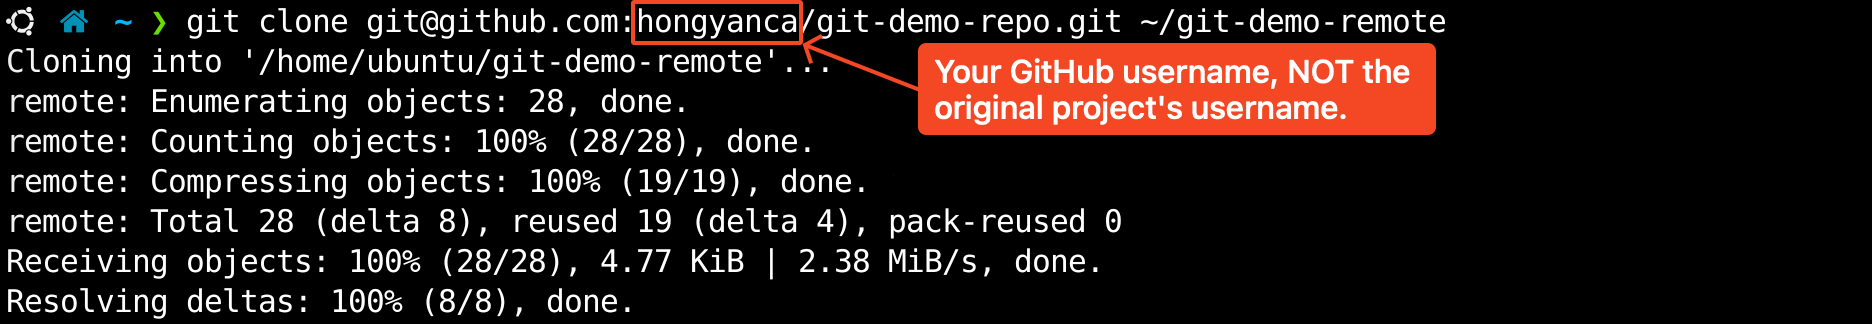 ~ ❯ git clone git@github.com:hongyanca/git-demo-repo.git ~/git-demo-remote
Cloning into '/home/ubuntu/git-demo-remote'...
Your GitHub username, NOT the
original project's username.
remote: Enumerating objects: 28, done.
remote: Counting objects: 100% (28/28), done.
remote: Compressing objects: 100% (19/19), done.
remote: Total 28 (delta 8), reused 19 (delta 4), pack-reused 0
Receiving objects: 100% (28/28), 4.77 KiB | 2.38 MiB/s, done.
Resolving deltas: 100% (8/8), done.